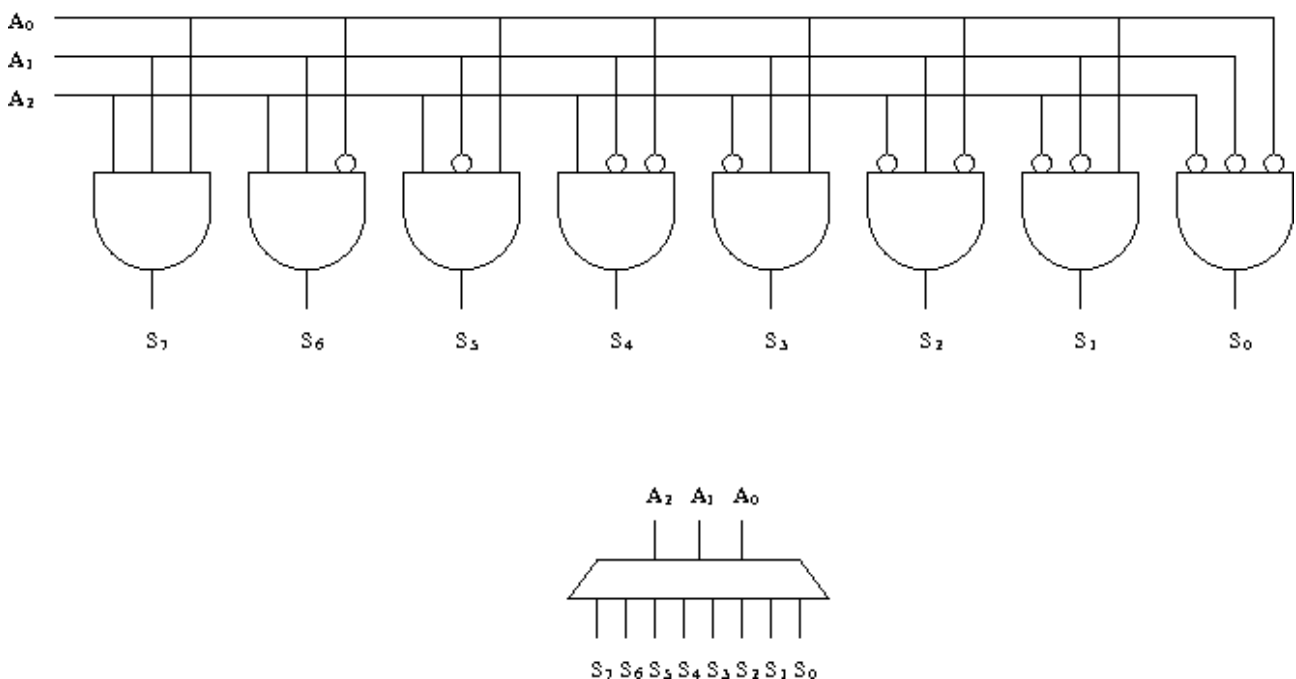 A₀
A₁
A₂
S₇ S₆ S₅ S₄ S₃ S₂ S₁ S₀
A₂ A₁ A₀
S₇ S₆ S₅ S₄ S₃ S₂ S₁ S₀